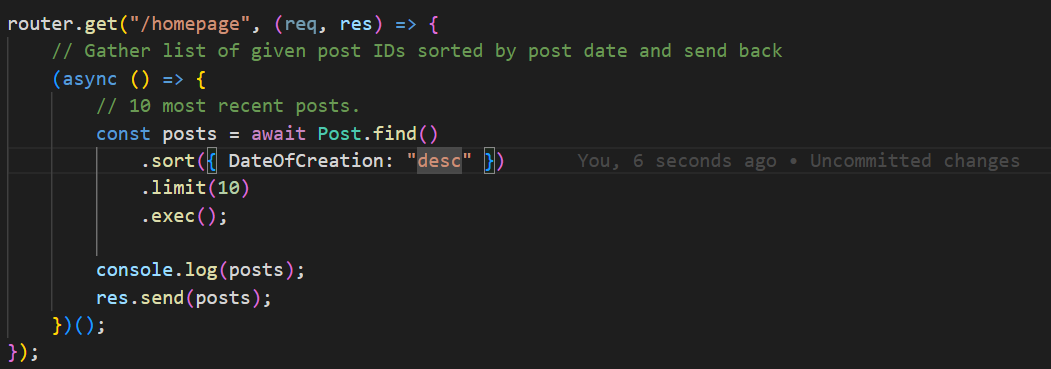 router.get("/homepage", (req, res) => {
    // Gather list of given post IDs sorted by post date and send back
    (async () => {
        // 10 most recent posts.
        const posts = await Post.find()
            .sort({ DateOfCreation: "desc" })      You, 6 seconds ago • Uncommitted changes
            .limit(10)
            .exec();
        console.log(posts);
        res.send(posts);
    })();
});